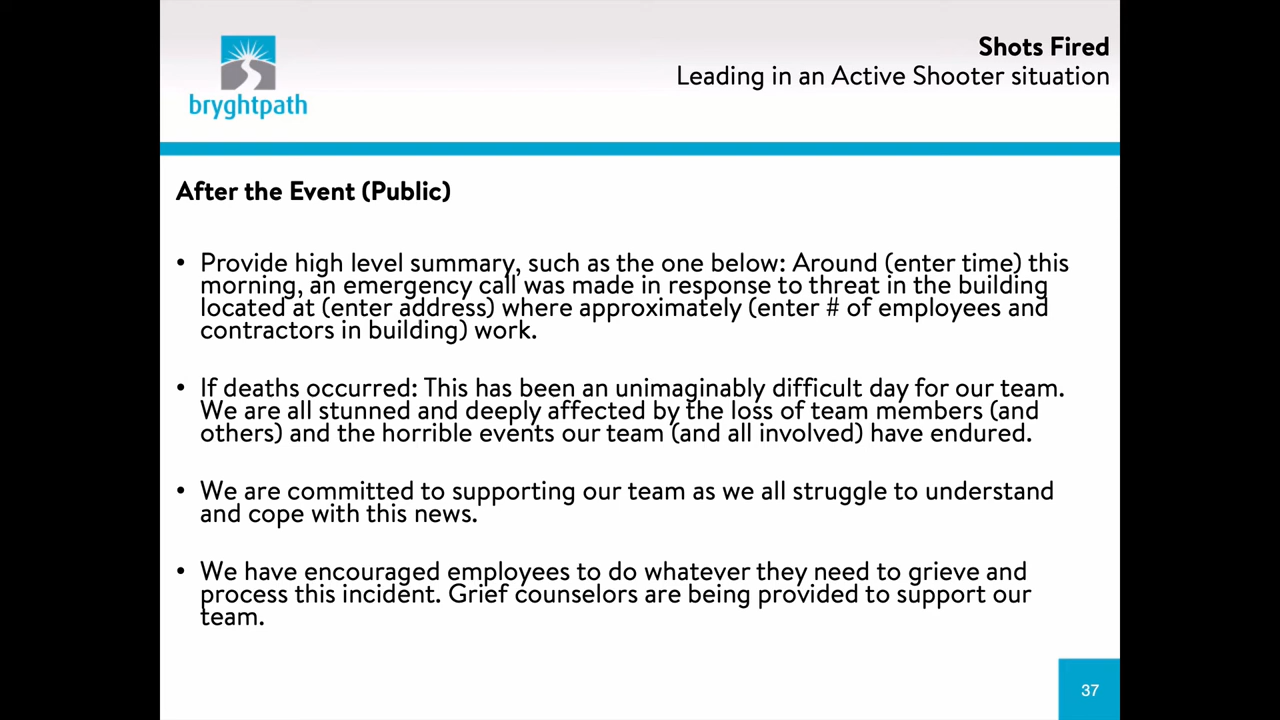 Shots Fired
Leading in an Active Shooter situation
bryghtpath
After the Event (Public)
• Provide high level summary, such as the one below: Around (enter time) this
morning, an emergency call was made in response to threat in the building
located at (enter address) where approximately (enter # of employees and
contractors in building) work.
• If deaths occurred: This has been an unimaginably difficult day for our team.
We are all stunned and deeply affected by the loss of team members (and
others) and the horrible events our team (and all involved) have endured.
• We are committed to supporting our team as we all struggle to understand
and cope with this news.
• We have encouraged employees to do whatever they need to grieve and
process this incident. Grief counselors are being provided to support our
team.
37